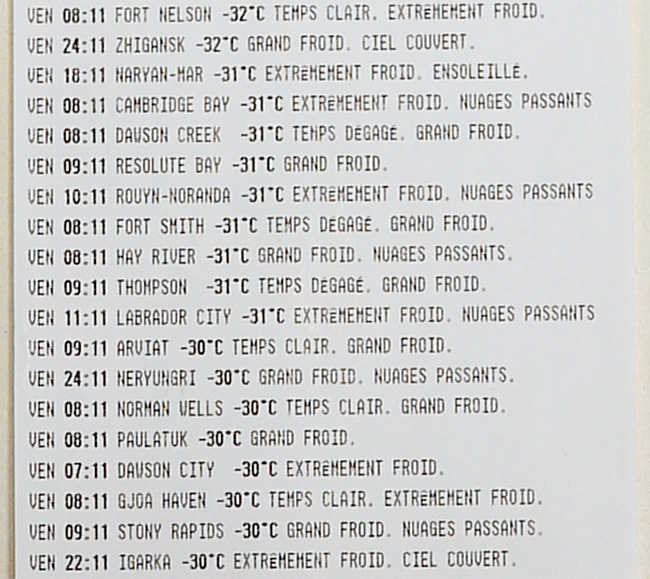 VEN 08:11 FORT NELSON -32°C TEMPS CLAIR. EXTRÊMEMENT FROID.
VEN 24:11 ZHIGANSK -32°C GRAND FROID. CIEL COUVERT.
VEN 18:11 NARYAN-MAR -31°C EXTRÊMEMENT FROID. ENSOLEILLÉ.
VEN 08:11 CAMBRIDGE BAY -31°C EXTRÊMEMENT FROID. NUAGES PASSANTS
VEN 08:11 DAWSON CREEK -31°C TEMPS DÉGAGÉ. GRAND FROID.
VEN 09:11 RESOLUTE BAY -31°C GRAND FROID.
VEN 10:11 ROUYN-NORANDA -31°C EXTRÊMEMENT FROID. NUAGES PASSANTS
VEN 08:11 FORT SMITH -31°C TEMPS DÉGAGÉ. GRAND FROID.
VEN 08:11 HAY RIVER -31°C GRAND FROID. NUAGES PASSANTS.
VEN 09:11 THOMPSON -31°C TEMPS DÉGAGÉ. GRAND FROID.
VEN 11:11 LABRADOR CITY -31°C EXTRÊMEMENT FROID. NUAGES PASSANTS
VEN 09:11 ARVIAT -30°C TEMPS CLAIR. GRAND FROID.
VEN 24:11 NERYUNGRI -30°C GRAND FROID. NUAGES PASSANTS.
VEN 08:11 NORMAN WELLS -30°C TEMPS CLAIR. GRAND FROID.
VEN 08:11 PAULATUK -30°C GRAND FROID.
VEN 07:11 DAWSON CITY -30°C EXTRÊMEMENT FROID.
VEN 08:11 GJOA HAVEN -30°C TEMPS CLAIR. EXTRÊMEMENT FROID.
VEN 09:11 STONY RAPIDS -30°C GRAND FROID. NUAGES PASSANTS.
VEN 22:11 IGARKA -30°C EXTRÊMEMENT FROID. CIEL COUVERT.